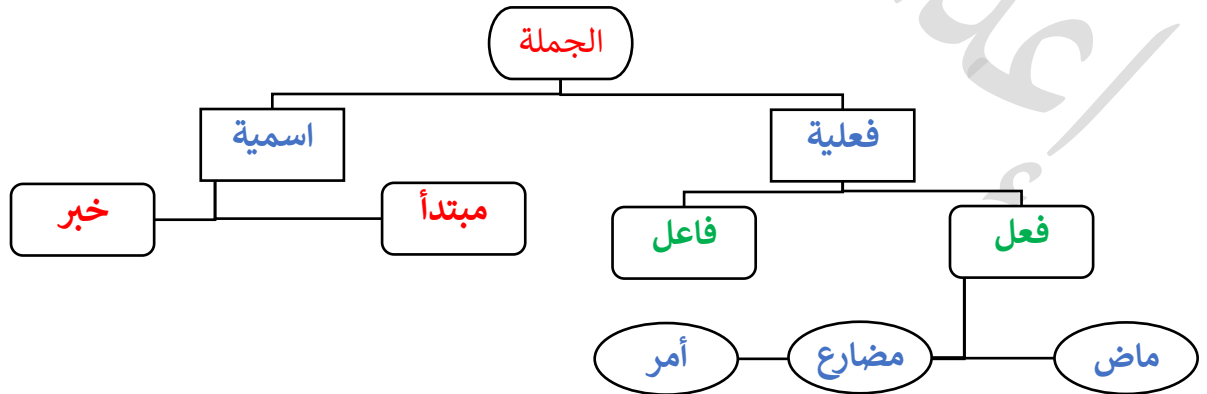 الجملة
فعلية
اسمية
فعل
فاعل
مبتدأ
خبر
ماض
مضارع
أمر